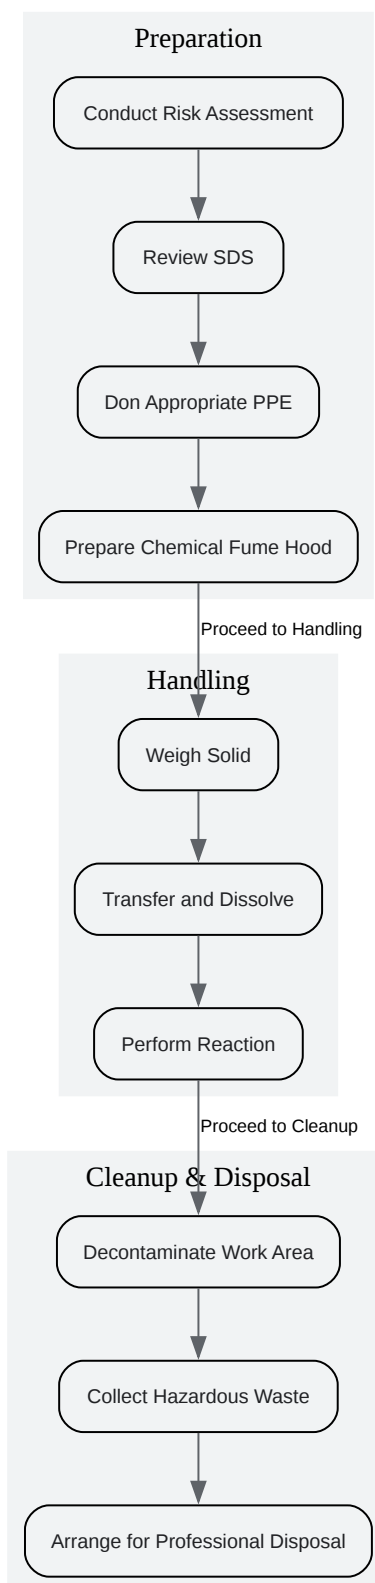 Preparation
Conduct Risk Assessment
Review SDS
Don Appropriate PPE
Prepare Chemical Fume Hood
Proceed to Handling
Handling
Weigh Solid
Transfer and Dissolve
Perform Reaction
Proceed to Cleanup
Cleanup & Disposal
Decontaminate Work Area
Collect Hazardous Waste
Arrange for Professional Disposal